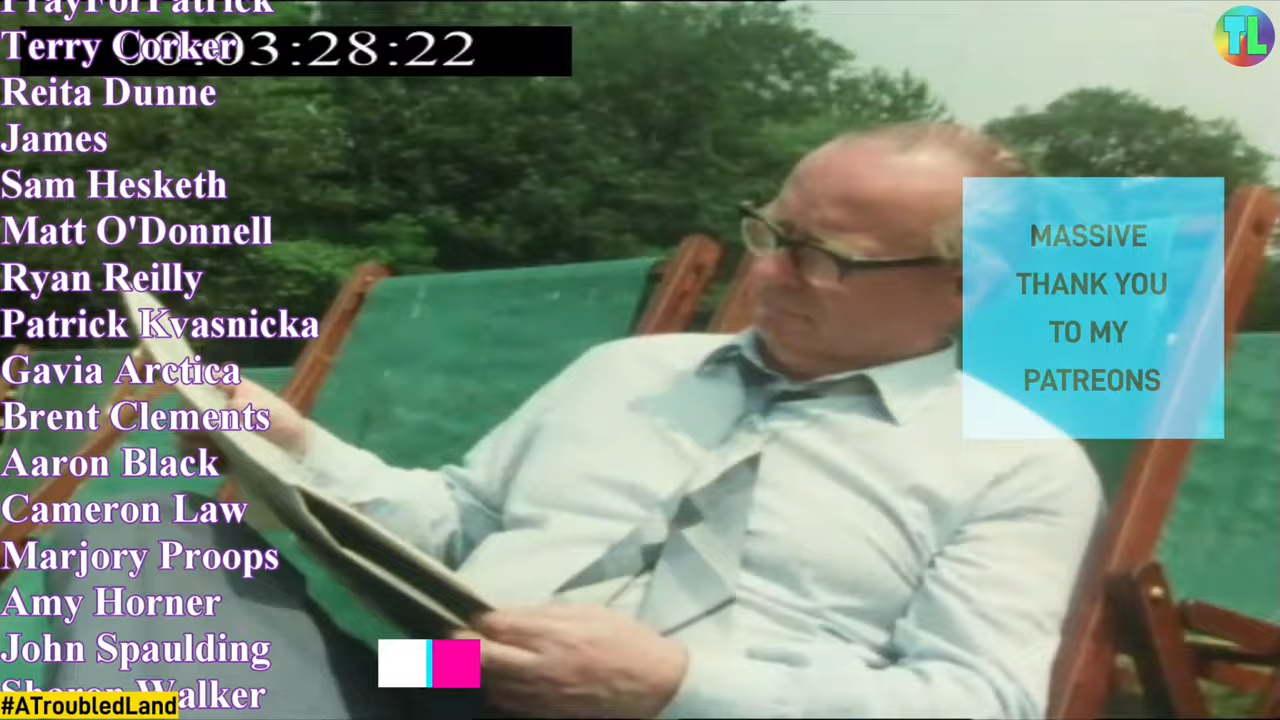 PrayForPatrick
Terry Corker
03:28:22
Reita Dunne
James
Sam Hesketh
Matt O'Donnell
Ryan Reilly
Patrick Kvasnicka
Gavia Arctica
Brent Clements
Aaron Black
Cameron Law
Marjory Proops
Amy Horner
John Spaulding
Sharon Walker
#ATroubledLand
TL
MASSIVE
THANK YOU
TO MY
PATREONS